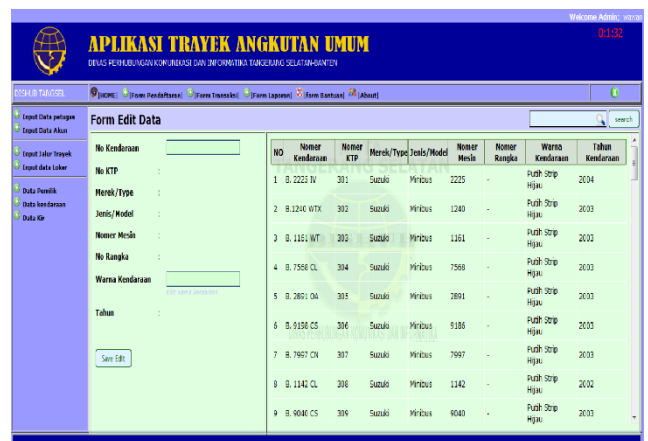 Welcome Admin; wawan
0:1:32
APLIKASI TRAYEK ANGKUTAN UMUM
DINAS PERHUBUNGAN KOMUNIKASI DAN INFORMATIKA TANGERANG SELATAN-BANTEN
DISHUB TANGSEL
[HOME] [Form Pendaftaran] [Form Transaksi] [Form Laporan] [Form Bantuan] [About]
Input Data petugas
Input Data Akun
Input Jalur Trayek
Input data Loker
Data Pemilik
Data kendaraan
Data Kir
Form Edit Data
search
No Kendaraan
No KTP :
Merek/Type :
Jenis/Model :
Nomer Mesin :
No Rangka :
Warna Kendaraan
Edit warna kendaraan
Tahun :
Save Edit
NO Nomer Kendaraan Nomer KTP Merek/Type Jenis/Model Nomer Mesin Nomer Rangka Warna Kendaraan Tahun Kendaraan
1 B. 2225 IV 301 Suzuki Minibus 2225 - Putih Strip Hijau 2004
2 B.1240 WTX 302 Suzuki Minibus 1240 - Putih Strip Hijau 2003
3 B. 1161 WT 303 Suzuki Minibus 1161 - Putih Strip Hijau 2003
4 B. 7568 CL 304 Suzuki Minibus 7568 - Putih Strip Hijau 2003
5 B. 2891 OA 305 Suzuki Minibus 2891 - Putih Strip Hijau 2003
6 B. 9186 CS 306 Suzuki Minibus 9186 - Putih Strip Hijau 2003
7 B. 7997 CN 307 Suzuki Minibus 7997 - Putih Strip Hijau 2003
8 B. 1142 CL 308 Suzuki Minibus 1142 - Putih Strip Hijau 2002
9 B. 9040 CS 309 Suzuki Minibus 9040 - Putih Strip Hijau 2003
TANGERANG SELATAN